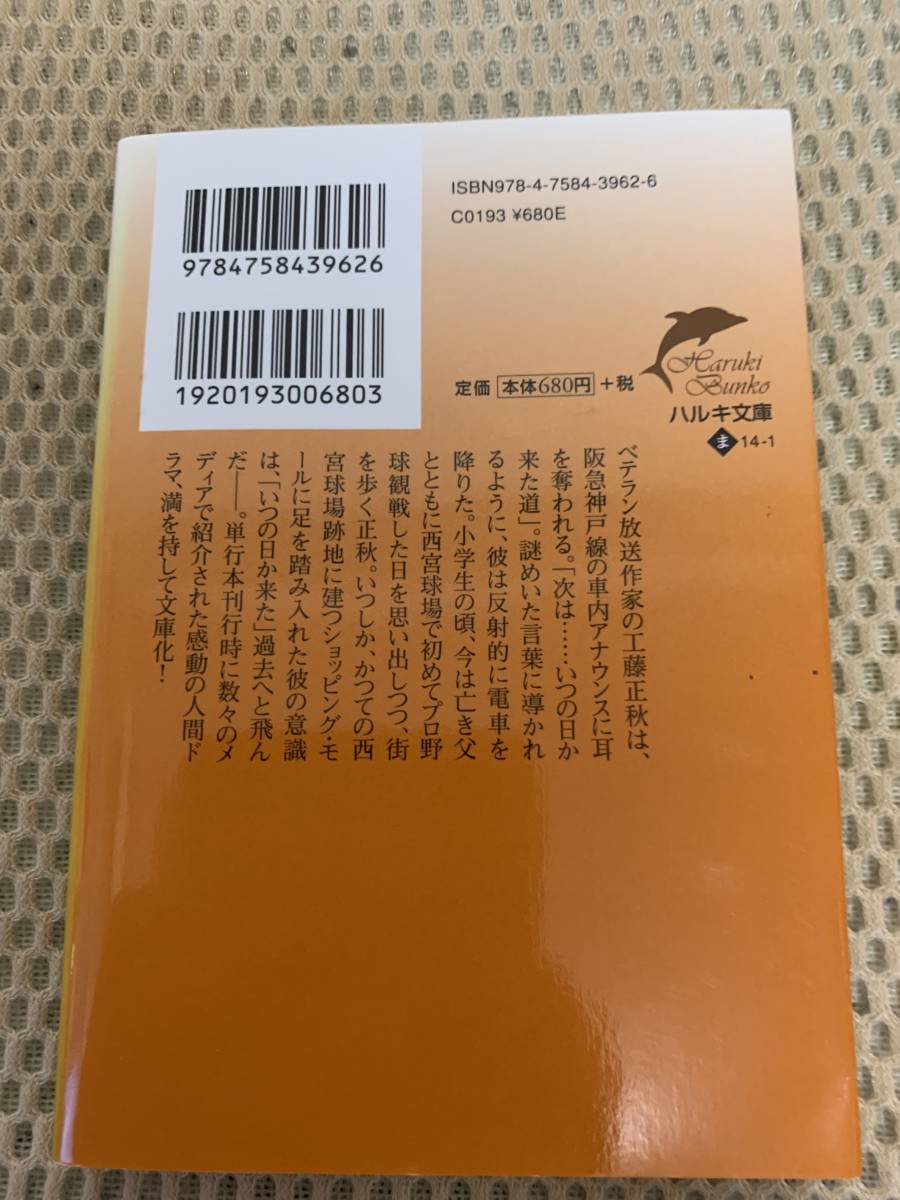 ISBN978-4-7584-3962-6
C0193 ¥680E
9784758439626
1920193006803
定価 本体680円 +税
Haruki
Bunko
ハルキ文庫
ま 14-1
ベテラン放送作家の工藤正秋は、
阪急神戸線の車内アナウンスに耳
を奪われる。「次は……いつの日か
来た道」。謎めいた言葉に導かれ
るように、彼は反射的に電車を
降りた。小学生の頃、今は亡き父
とともに西宮球場で初めてプロ野
球観戦した日を思い出しつつ、街
を歩く正秋。いつしか、かつての西
宮球場跡地に建つショッピング・モ
ールに足を踏み入れた彼の意識
は、「いつの日か来た」過去へと飛ん
だ――。単行本刊行時に数々のメ
ディアで紹介された感動の人間ド
ラマ、満を持して文庫化!